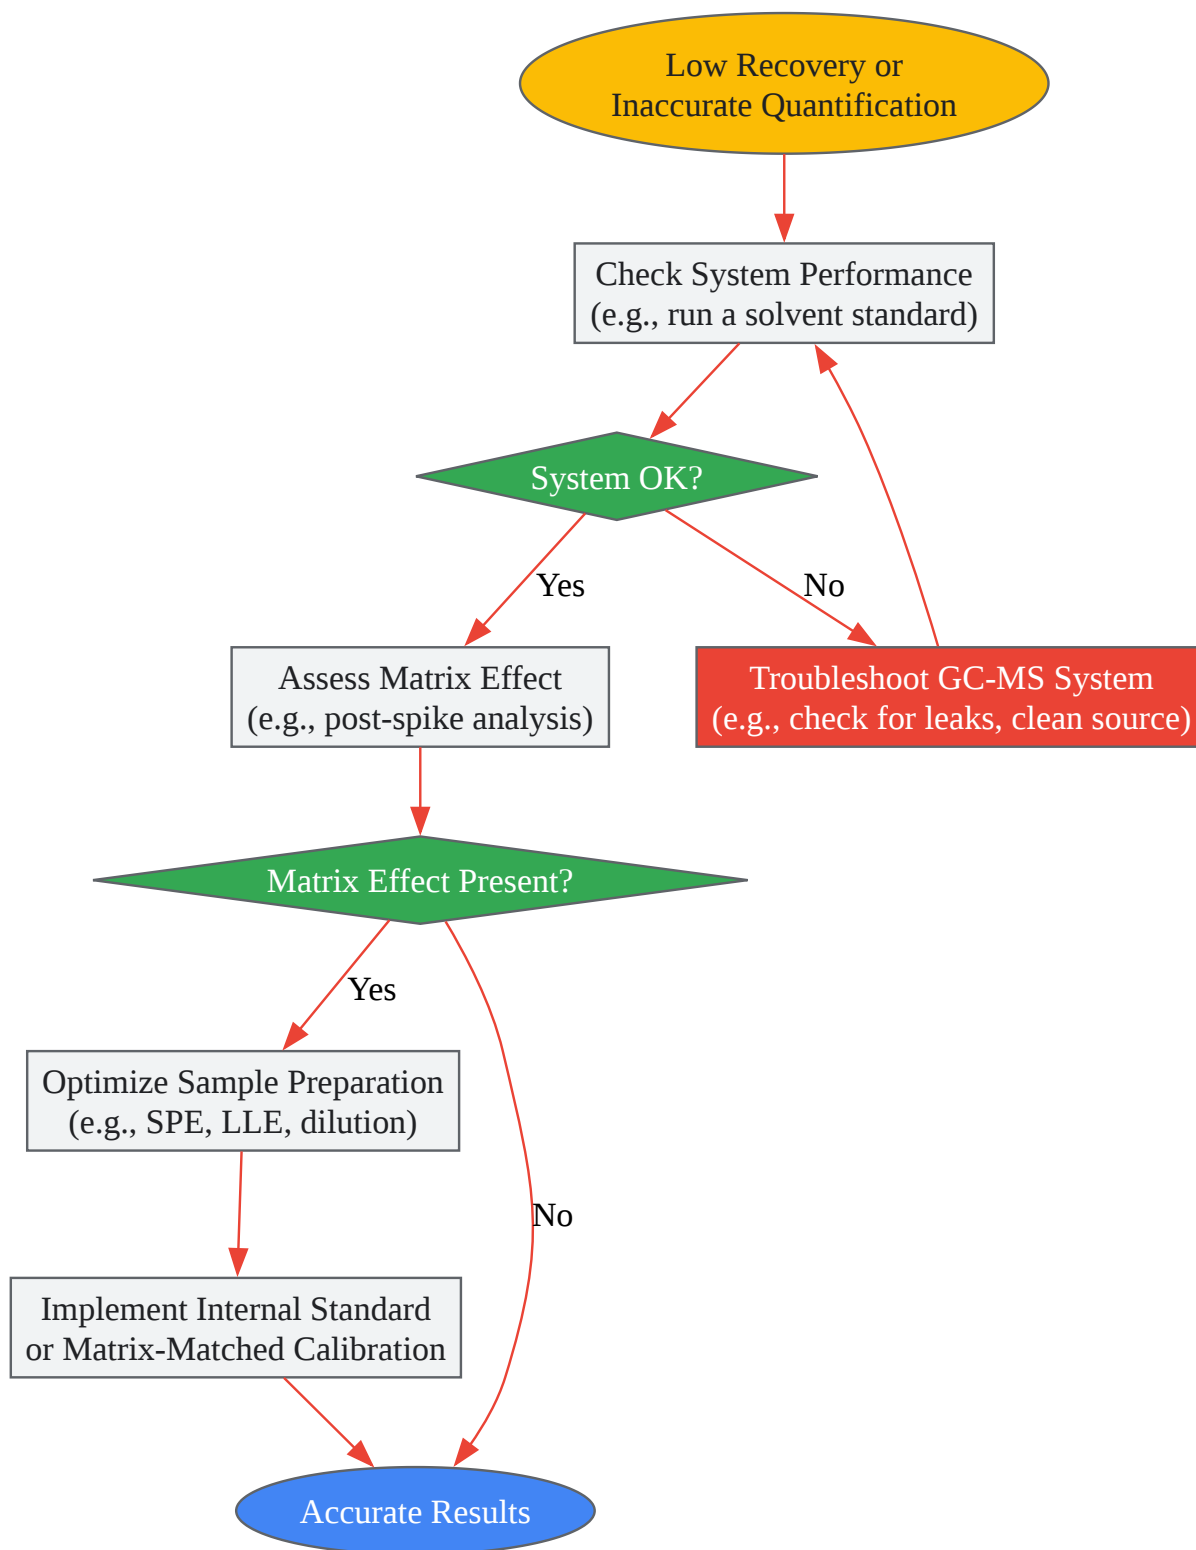 Low Recovery or
Inaccurate Quantification
Check System Performance
(e.g., run a solvent standard)
System OK?
Yes
No
Assess Matrix Effect
(e.g., post-spike analysis)
Troubleshoot GC-MS System
(e.g., check for leaks, clean source)
Matrix Effect Present?
Yes
Optimize Sample Preparation
(e.g., SPE, LLE, dilution)
No
Implement Internal Standard
or Matrix-Matched Calibration
Accurate Results